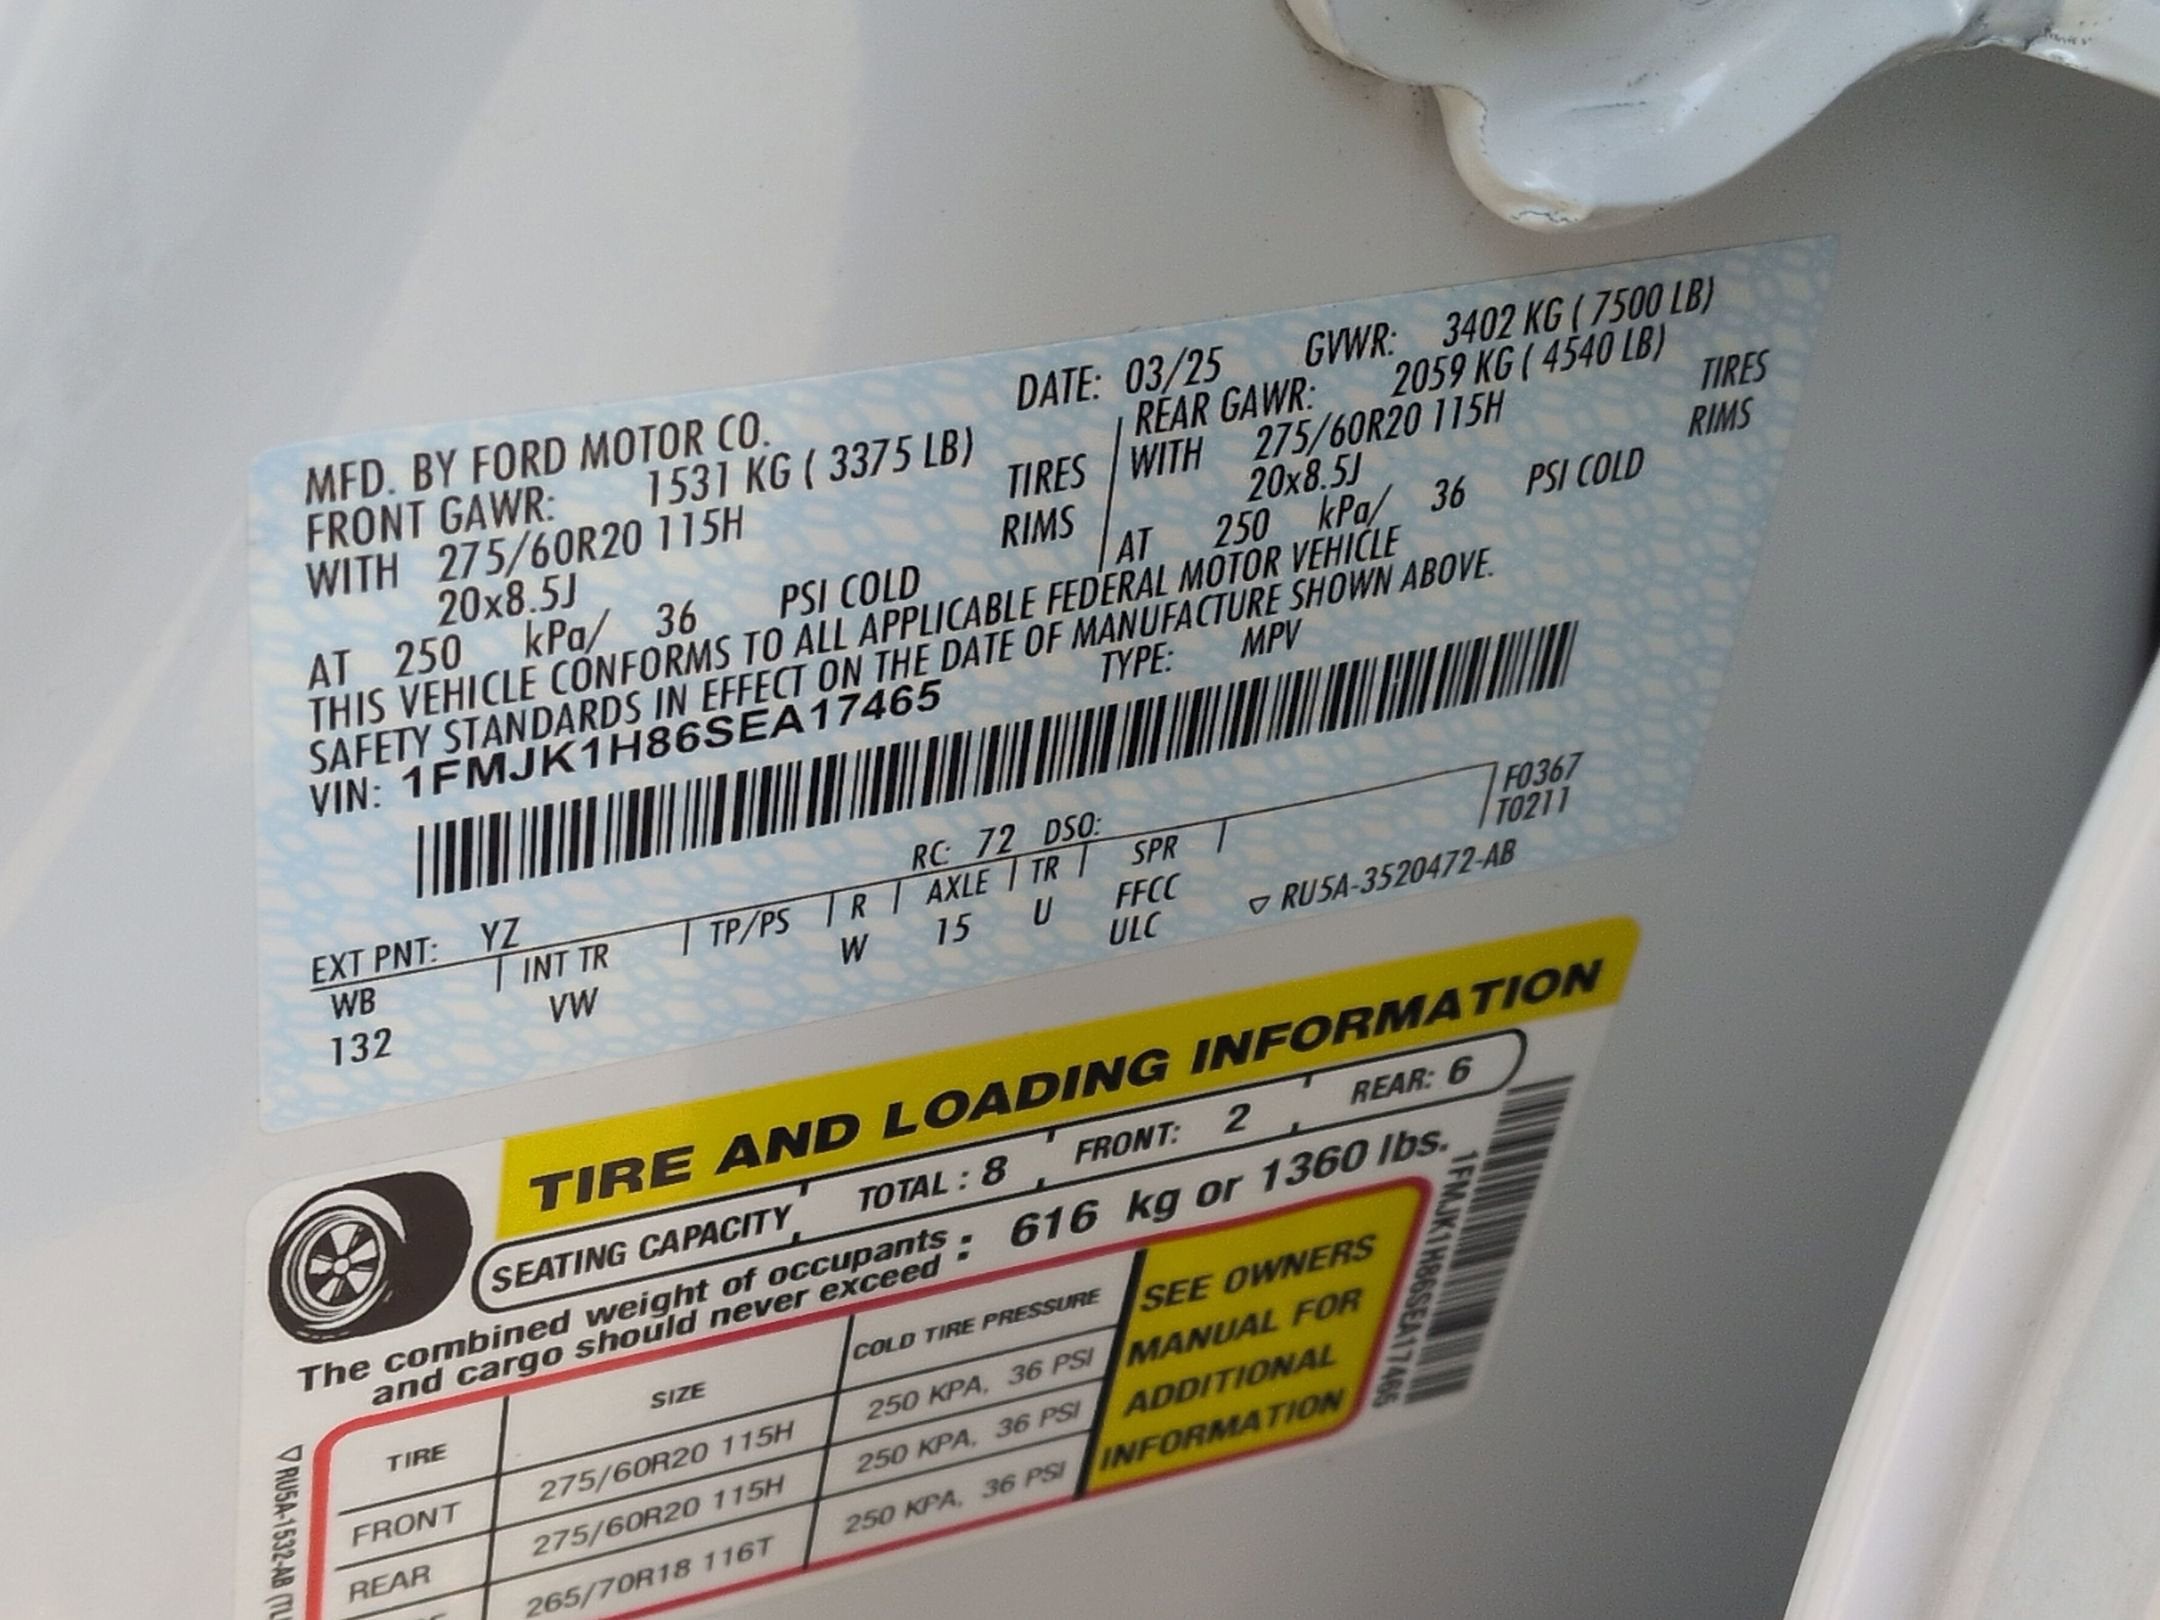 MFD. BY FORD MOTOR CO. DATE: 03/25 GVWR: 3402 KG ( 7500 LB)
FRONT GAWR: 1531 KG ( 3375 LB) REAR GAWR: 2059 KG ( 4540 LB)
WITH 275/60R20 115H TIRES WITH 275/60R20 115H TIRES
20x8.5J RIMS 20x8.5J RIMS
AT 250 kPa/ 36 PSI COLD AT 250 kPa/ 36 PSI COLD
THIS VEHICLE CONFORMS TO ALL APPLICABLE FEDERAL MOTOR VEHICLE
SAFETY STANDARDS IN EFFECT ON THE DATE OF MANUFACTURE SHOWN ABOVE.
VIN: 1FMJK1H86SEA17465 TYPE: MPV
F0367
T0211
EXT PNT: YZ RC: 72 DSO:
WB INT TR TP/PS R AXLE TR SPR
132 VW W 15 U FFCC
ULC
▽ RU5A-3520472-AB
TIRE AND LOADING INFORMATION
SEATING CAPACITY TOTAL : 8 FRONT: 2 REAR: 6
The combined weight of occupants
and cargo should never exceed : 616 kg or 1360 lbs.
TIRE SIZE COLD TIRE PRESSURE
FRONT 275/60R20 115H 250 KPA, 36 PSI
REAR 275/60R20 115H 250 KPA, 36 PSI
265/70R18 116T 250 KPA, 36 PSI
SEE OWNERS
MANUAL FOR
ADDITIONAL
INFORMATION
1FMJK1H86SEA17465
▽ RU5A-1532-AB